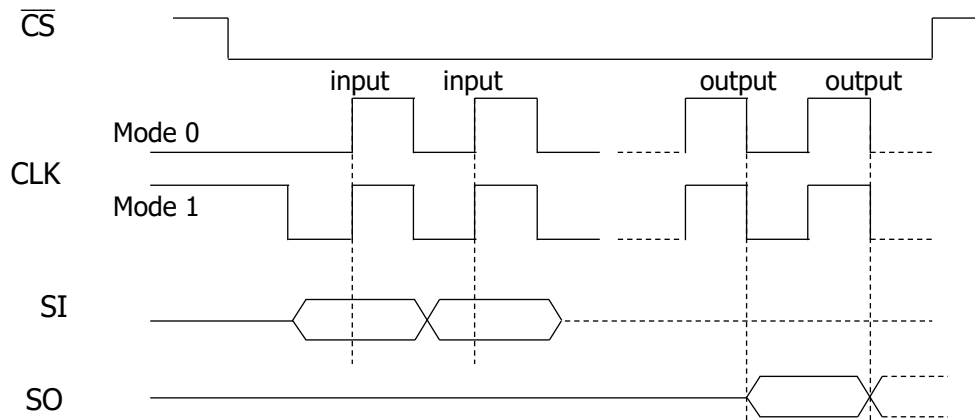 CS
input input output output
Mode 0
CLK
Mode 1
SI
SO